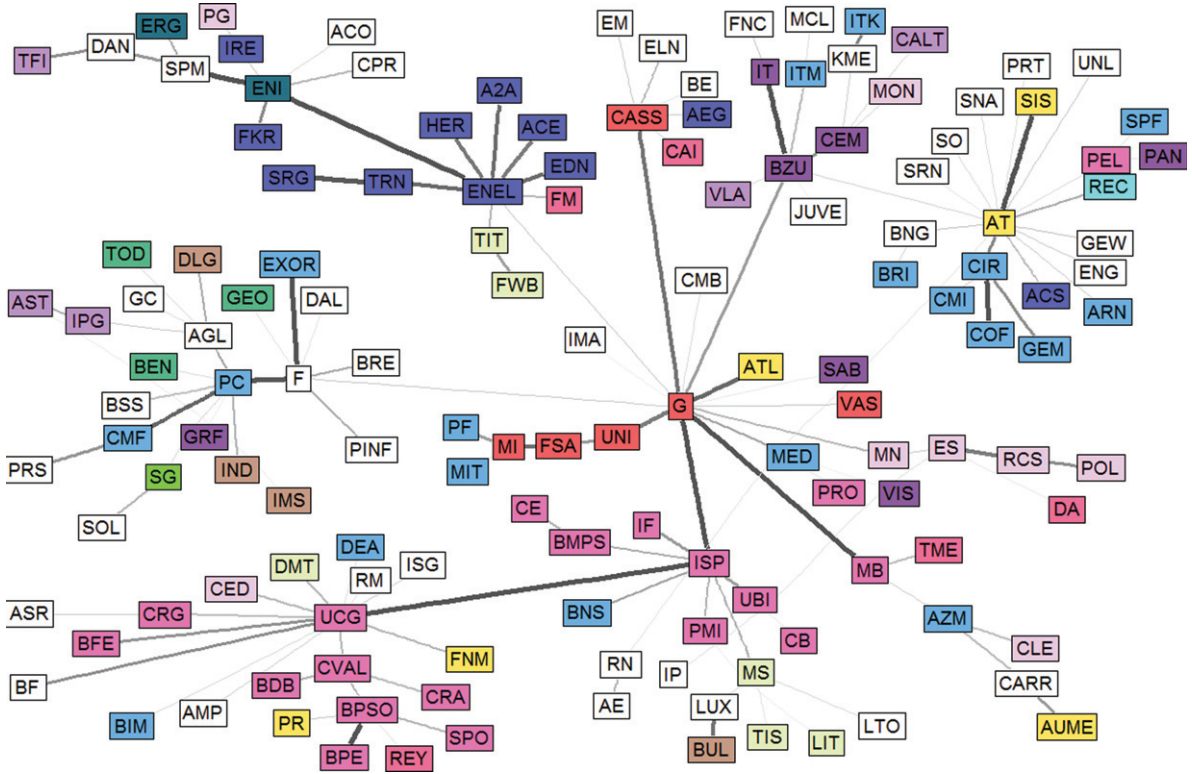 PG
ERG
IRE
ACO
DAN
TFI
SPM
CPR
ENI
FKR
A2A
HER
ACE
EDN
SRG
TRN
ENEL
FM
TIT
FWB
EM
ELN
BE
CASS
AEG
CAI
FNC
MCL
ITK
CALT
IT
ITM
KME
MON
CEM
BZU
VLA
JUVE
PRT
UNL
SNA
SIS
SPF
SO
PEL
PAN
SRN
REC
AT
BNG
GEW
BRI
CIR
ENG
CMI
ACS
ARN
COF
GEM
TOD
DLG
EXOR
AST
GC
GEO
DAL
IPG
AGL
BEN
PC
F
BRE
BSS
CMF
GRF
PINF
PRS
SG
IND
IMS
SOL
CMB
IMA
ATL
SAB
G
VAS
PF
MI
FSA
UNI
MIT
MED
MN
ES
RCS
POL
PRO
VIS
DA
CE
IF
BMPS
ISP
MB
TME
BNS
UBI
AZM
PMI
CB
CLE
RN
IP
MS
CARR
AE
LUX
LTO
AUME
BUL
TIS
LIT
DEA
DMT
RM
ISG
CED
ASR
CRG
UCG
BFE
FNM
BF
CVAL
BDB
CRA
BIM
AMP
PR
BPSO
SPO
BPE
REY